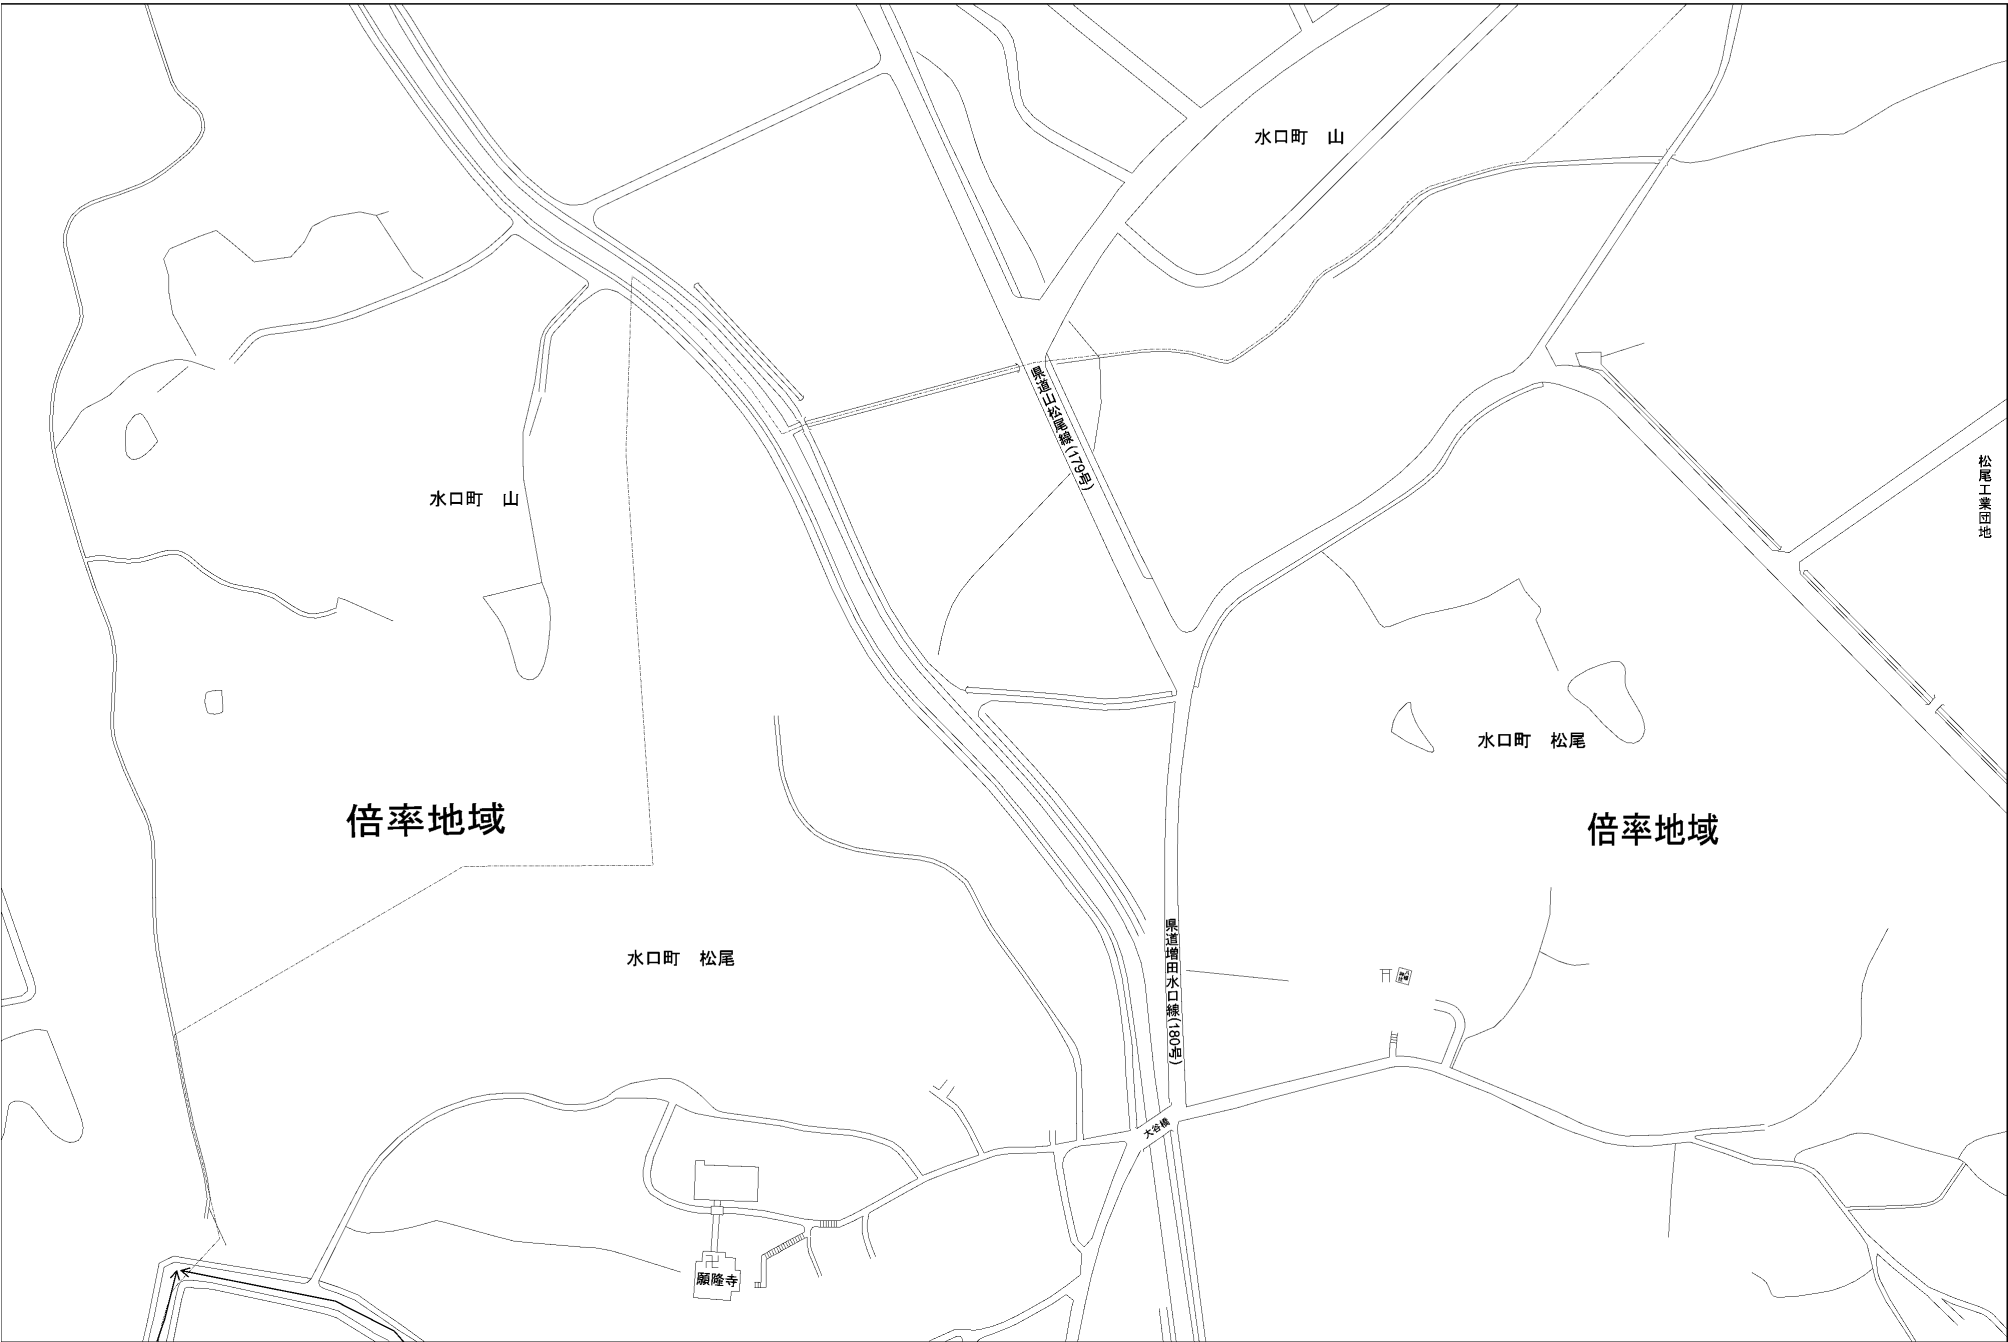 水口町　山
県道山松尾線(179号)
松尾工業団地
水口町　山
水口町　松尾
倍率地域
倍率地域
県道増田水口線(180号)
水口町　松尾
大谷橋
願隆寺